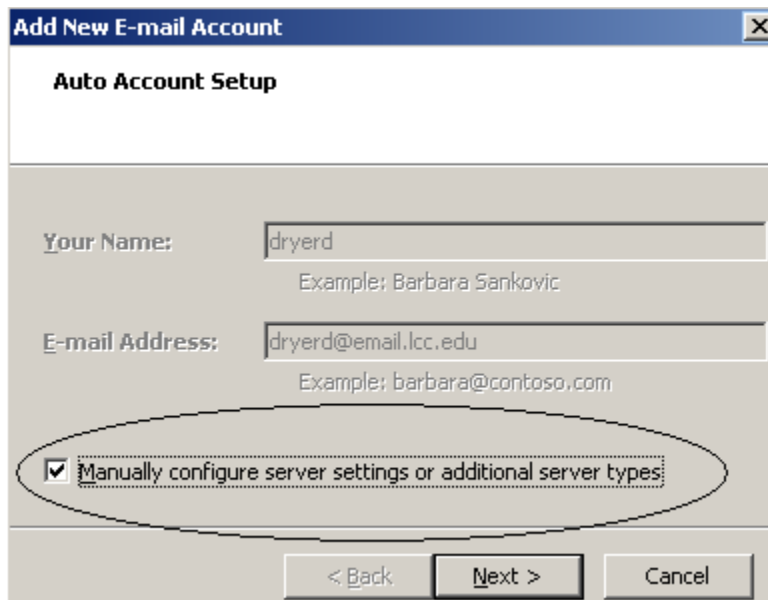 Add New E-mail Account
Auto Account Setup
Your Name: dryerd
Example: Barbara Sankovic
E-mail Address: dryerd@email.lcc.edu
Example: barbara@contoso.com
Manually configure server settings or additional server types
< Back Next > Cancel